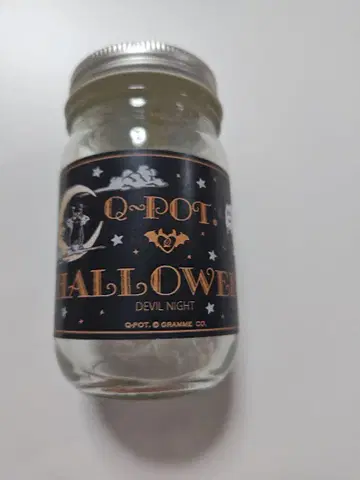 Q-POT.
HALLOWE
DEVIL NIGHT
Q-POT. © GRAMME CO.